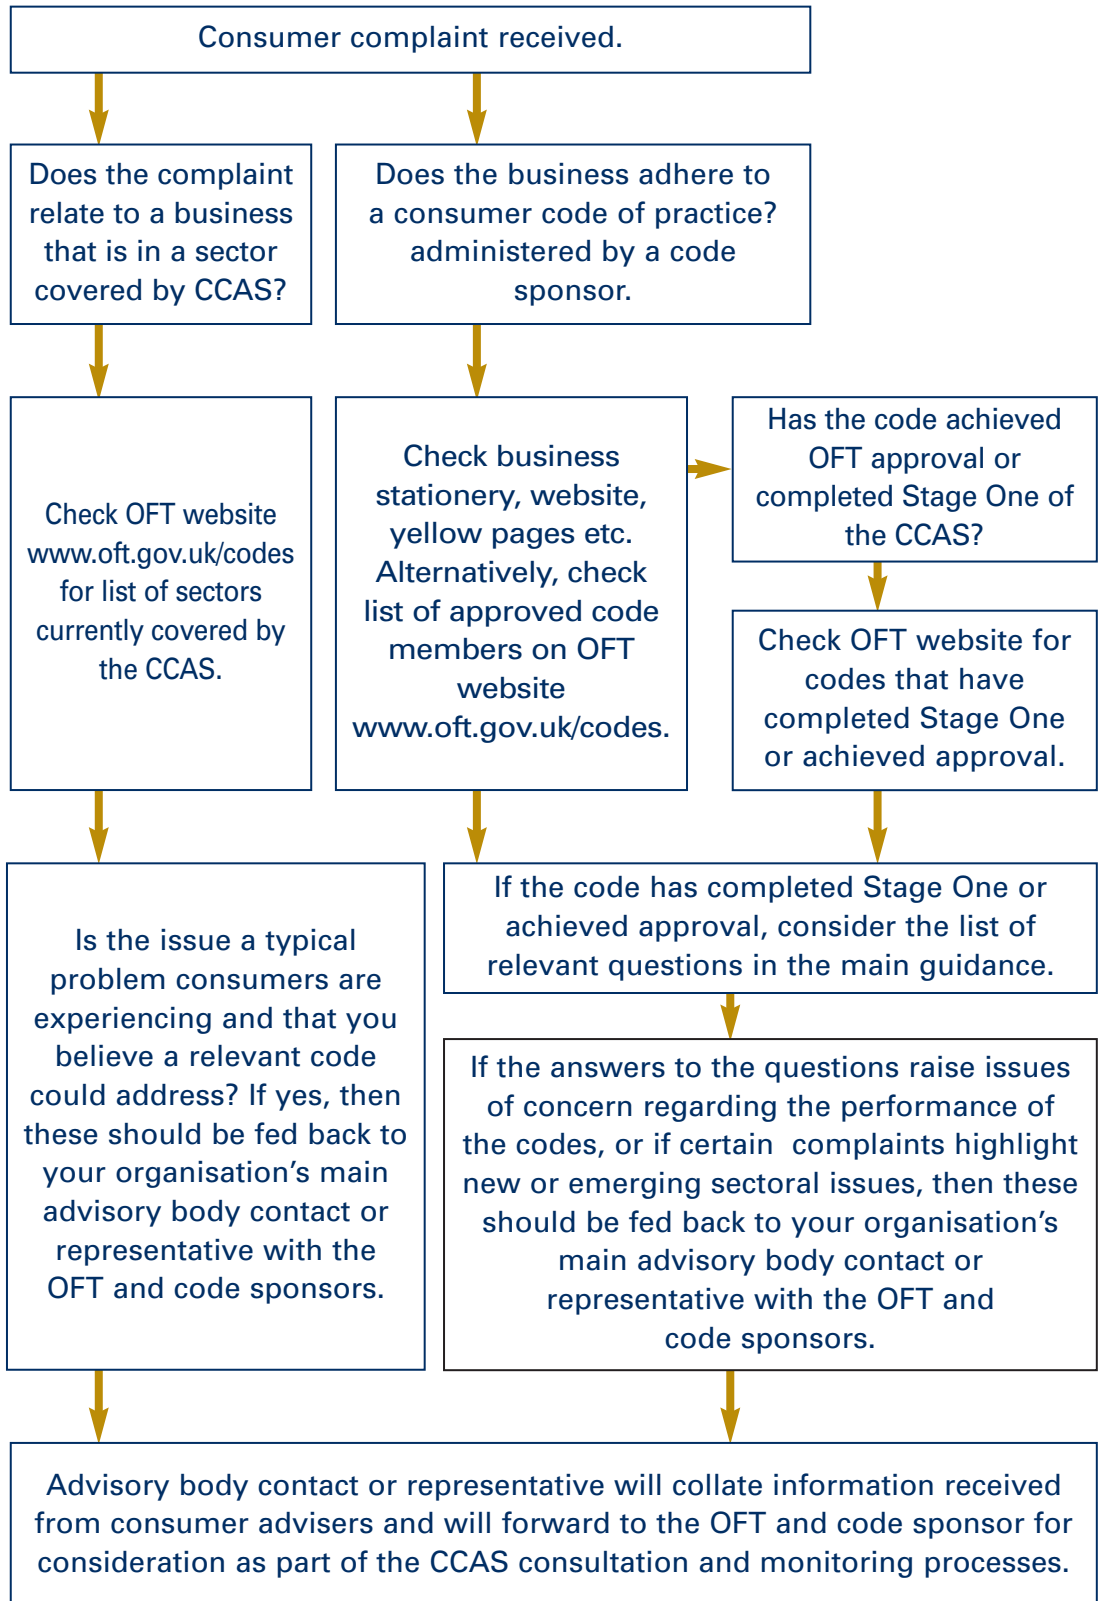 Consumer complaint received.
Does the complaint
relate to a business
that is in a sector
covered by CCAS?
Does the business adhere to
a consumer code of practice?
administered by a code
sponsor.
Check OFT website
www.oft.gov.uk/codes
for list of sectors
currently covered by
the CCAS.
Check business
stationery, website,
yellow pages etc.
Alternatively, check
list of approved code
members on OFT
website
www.oft.gov.uk/codes.
Has the code achieved
OFT approval or
completed Stage One of
the CCAS?
Check OFT website for
codes that have
completed Stage One
or achieved approval.
Is the issue a typical
problem consumers are
experiencing and that you
believe a relevant code
could address? If yes, then
these should be fed back to
your organisation’s main
advisory body contact or
representative with the
OFT and code sponsors.
If the code has completed Stage One or
achieved approval, consider the list of
relevant questions in the main guidance.
If the answers to the questions raise issues
of concern regarding the performance of
the codes, or if certain  complaints highlight
new or emerging sectoral issues, then these
should be fed back to your organisation’s
main advisory body contact or
representative with the OFT and
code sponsors.
Advisory body contact or representative will collate information received
from consumer advisers and will forward to the OFT and code sponsor for
consideration as part of the CCAS consultation and monitoring processes.